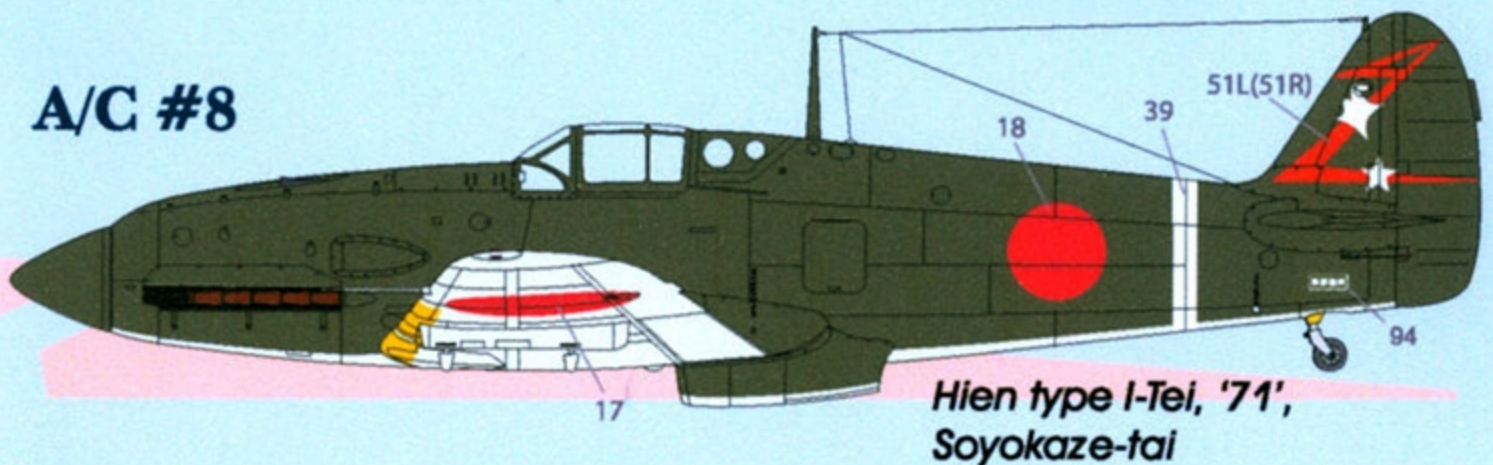 A/C #8
51L(51R)
39
18
94
17
Hien type I-Tei, '71',
Soyokaze-tai